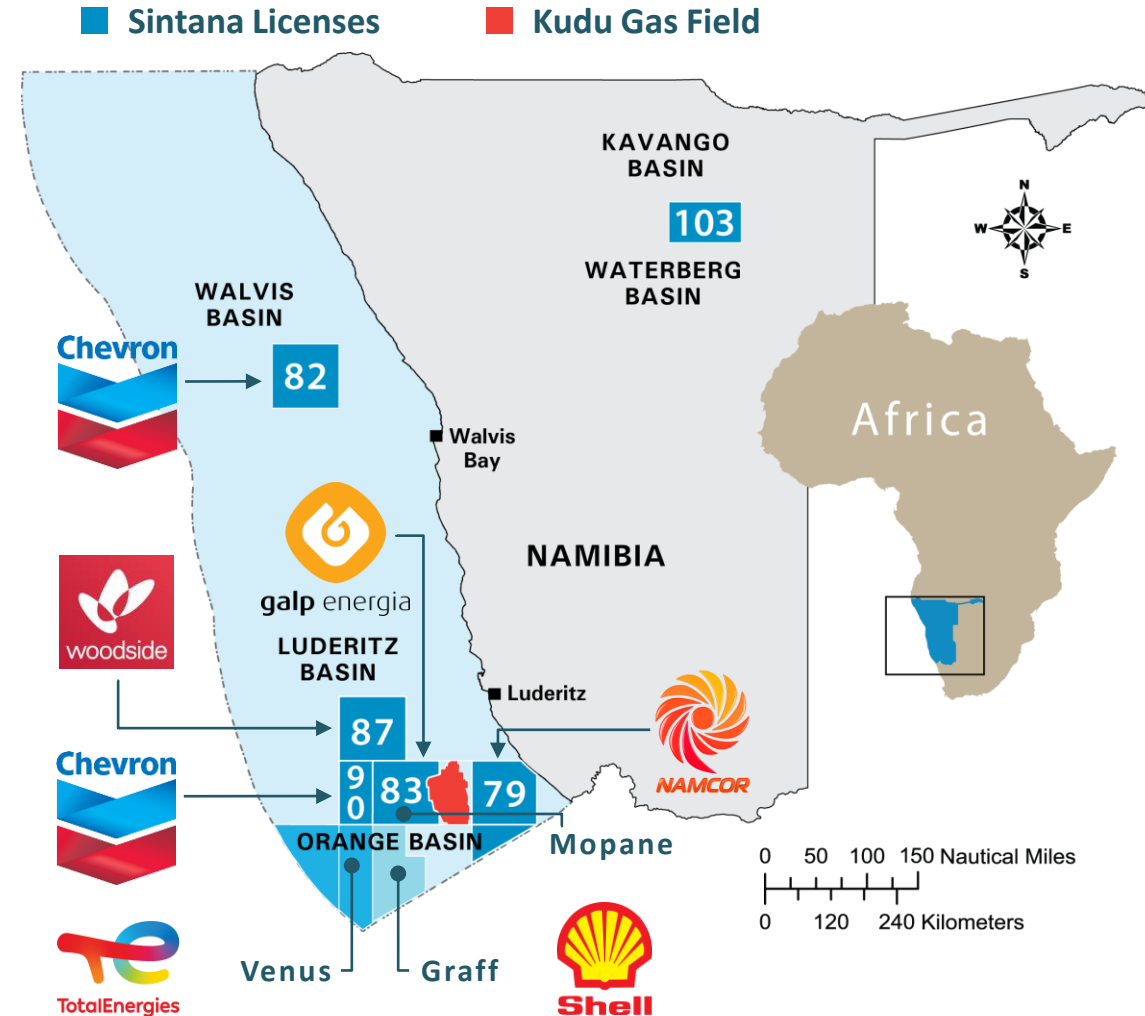 Sintana Licenses
Kudu Gas Field
KAVANGO
BASIN
103
WATERBERG
BASIN
N
W
E
S
WALVIS
BASIN
Chevron
82
Africa
Walvis
Bay
galp energia
NAMIBIA
woodside
LUDERITZ
BASIN
Luderitz
87
NAMCOR
Chevron
90
83
79
ORANGE BASIN
Mopane
0 50 100 150 Nautical Miles
0 120 240 Kilometers
Venus
Graff
TotalEnergies
Shell